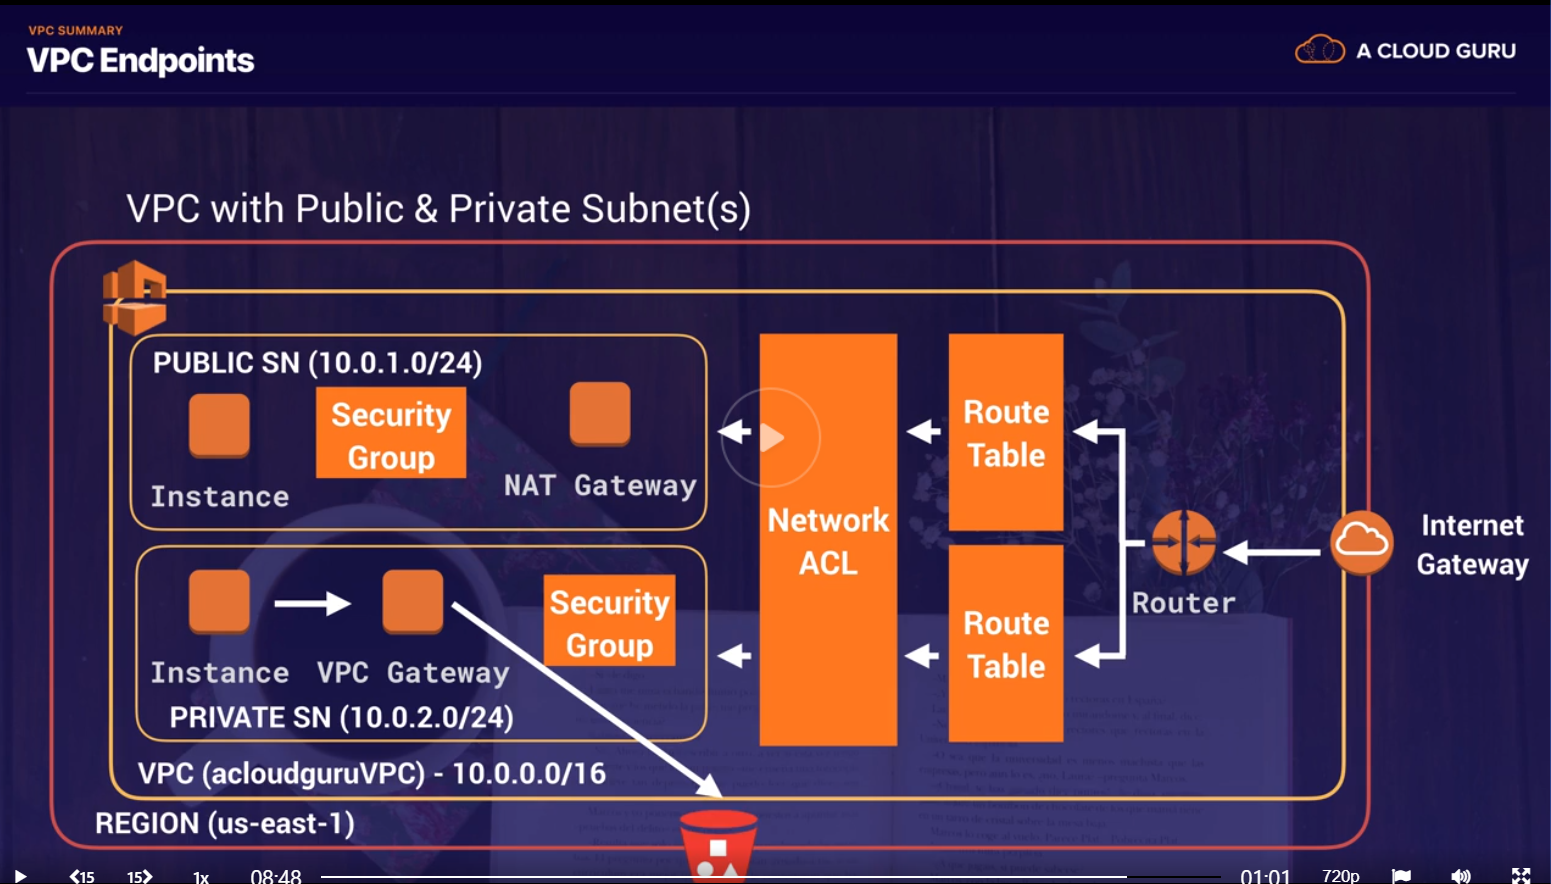 VPC SUMMARY
VPC Endpoints
A CLOUD GURU
VPC with Public & Private Subnet(s)
PUBLIC SN (10.0.1.0/24)
Security
Group
Instance
NAT Gateway
Network
ACL
Route
Table
Route
Table
Router
Internet
Gateway
Security
Group
Instance
VPC Gateway
PRIVATE SN (10.0.2.0/24)
VPC (acloudguruVPC) - 10.0.0.0/16
REGION (us-east-1)
15
15
1x
08:48
01:01
720p